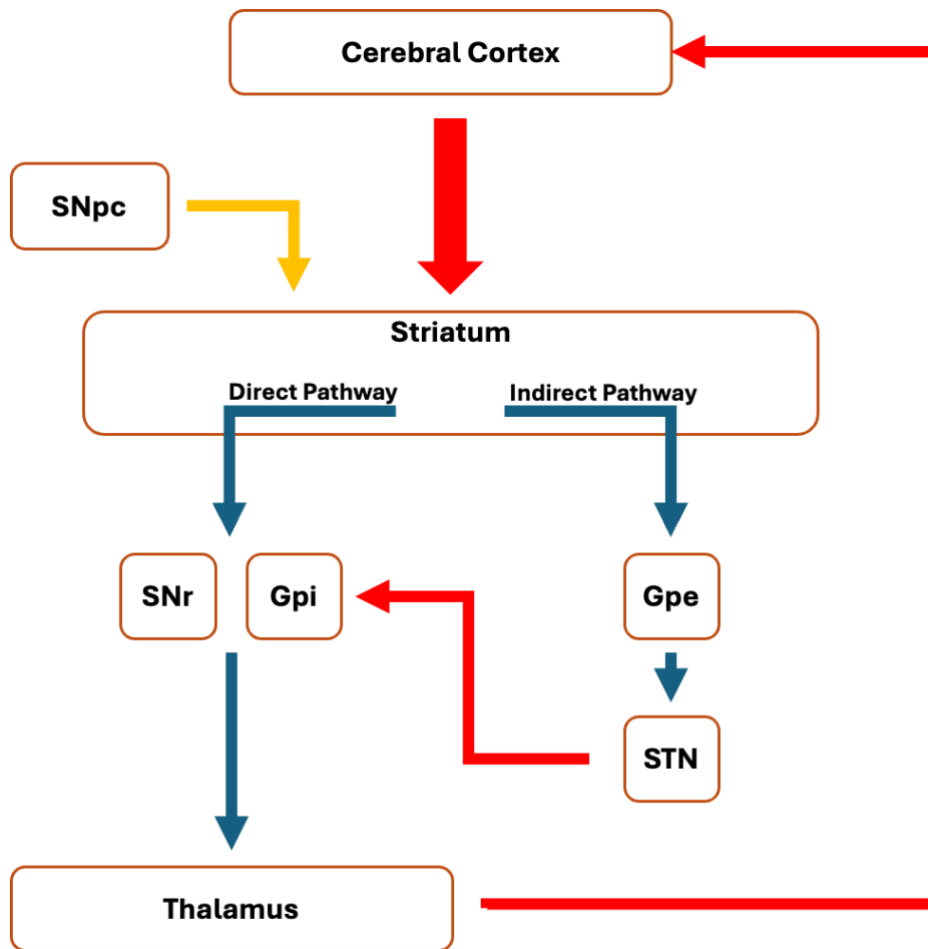 Cerebral Cortex
SNpc
Striatum
Direct Pathway
Indirect Pathway
SNr
Gpi
Gpe
STN
Thalamus